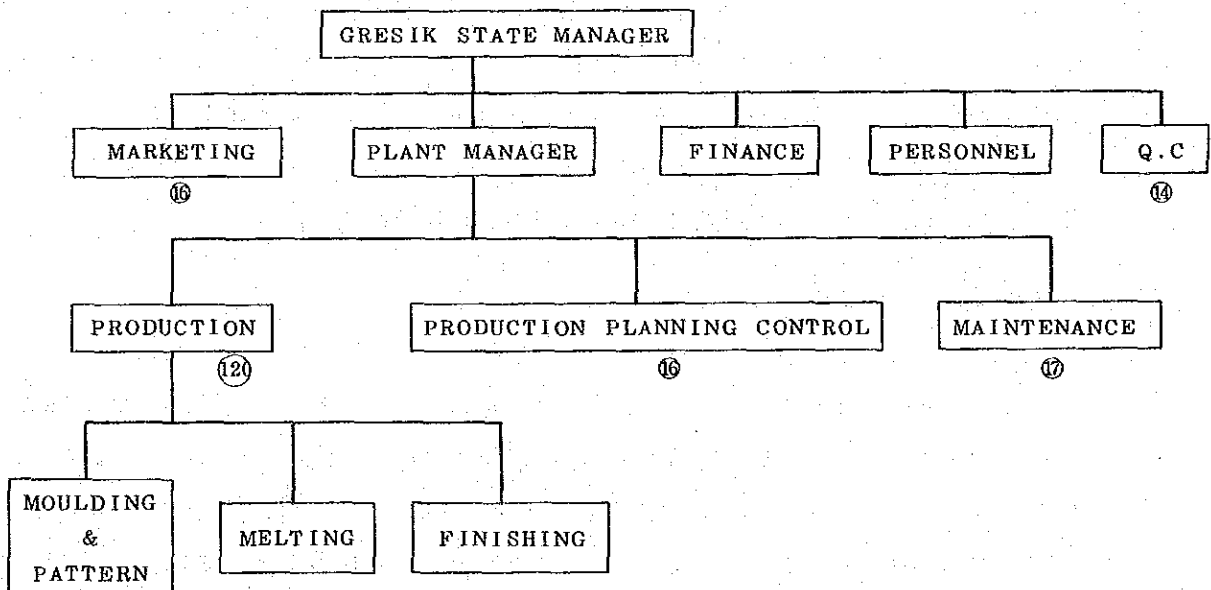 GRESIK STATE MANAGER
MARKETING
PLANT MANAGER
FINANCE
PERSONNEL
Q.C
⑯
⑭
PRODUCTION
PRODUCTION PLANNING CONTROL
MAINTENANCE
120
⑯
⑰
MOULDING
&
PATTERN
MELTING
FINISHING